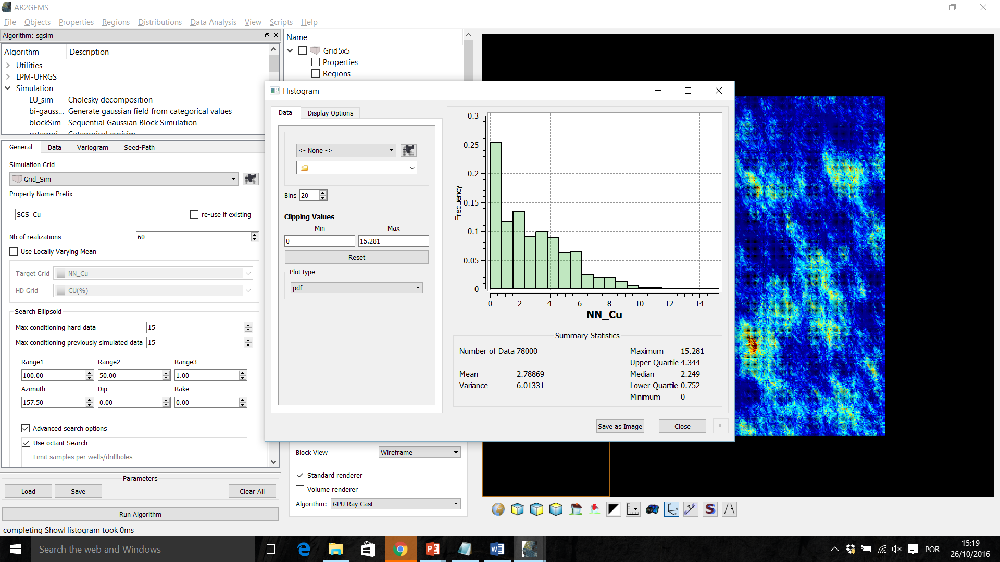 AR2GEMS
File Objects Properties Regions Distributions Data Analysis View Scripts Help
Algorithm: sgsim
Algorithm Description
Utilities
LPM-UFRGS
Simulation
LU_sim Cholesky decomposition
bi-gauss... Generate gaussian field from categorical values
blockSim Sequential Gaussian Block Simulation
categori... Categorical cosisim
General Data Variogram Seed-Path
Simulation Grid
Grid_Sim
Property Name Prefix
SGS_Cu re-use if existing
Nb of realizations 60
Use Locally Varying Mean
Target Grid NN_Cu
HD Grid CU(%)
Search Ellipsoid
Max conditioning hard data 15
Max conditioning previously simulated data 15
Range1 Range2 Range3
100.00 50.00 1.00
Azimuth Dip Rake
157.50 0.00 0.00
Advanced search options
Use octant Search
Limit samples per wells/drillholes
Parameters
Load Save Clear All
Run Algorithm
completing ShowHistogram took 0ms
Name
Grid5x5
Properties
Regions
Histogram
Data Display Options
<- None ->
Bins 20
Clipping Values
Min Max
0 15.281
Reset
Plot type
pdf
Frequency
0.3
0.25
0.2
0.15
0.1
0.05
0
0 2 4 6 8 10 12 14
NN_Cu
Summary Statistics
Number of Data 78000 Maximum 15.281
Upper Quartile 4.344
Mean 2.78869 Median 2.249
Variance 6.01331 Lower Quartile 0.752
Minimum 0
Save as Image Close
Block View Wireframe
Standard renderer
Volume renderer
Algorithm: GPU Ray Cast
Search the web and Windows
POR
15:19
26/10/2016